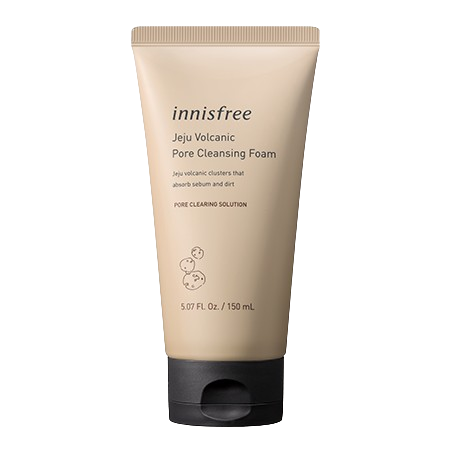 innisfree
Jeju Volcanic
Pore Cleansing Foam
Jeju volcanic clusters that
absorb sebum and dirt
PORE CLEARING SOLUTION
5.07 Fl. Oz. / 150 mL